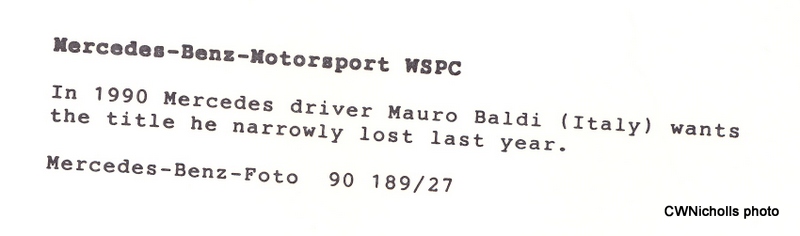 Mercedes-Benz-Motorsport WSPC
In 1990 Mercedes driver Mauro Baldi (Italy) wants
the title he narrowly lost last year.
Mercedes-Benz-Foto  90 189/27
CWNicholls photo